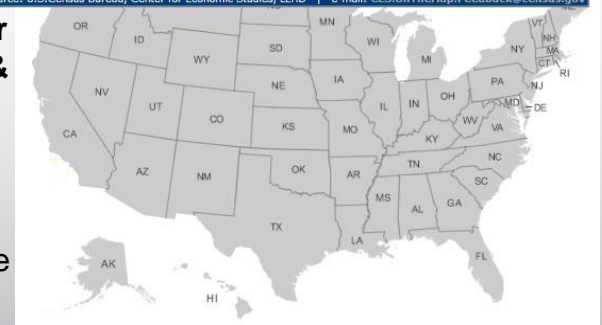 Source: US.Census Bureau, Center for Economic Studies, LEHD | e-mail: CES.OnTheMap.Feedback@census.gov
r
&
e
ME
OR
ID
MN
WI
VT
NH
MA
CT
RI
NY
WY
SD
MI
NV
UT
NE
IA
PA
NJ
OH
MD
DE
IL
IN
CO
KS
MO
WV
VA
KY
CA
AZ
NM
OK
AR
TN
NC
SC
MS
AL
GA
TX
LA
FL
AK
HI